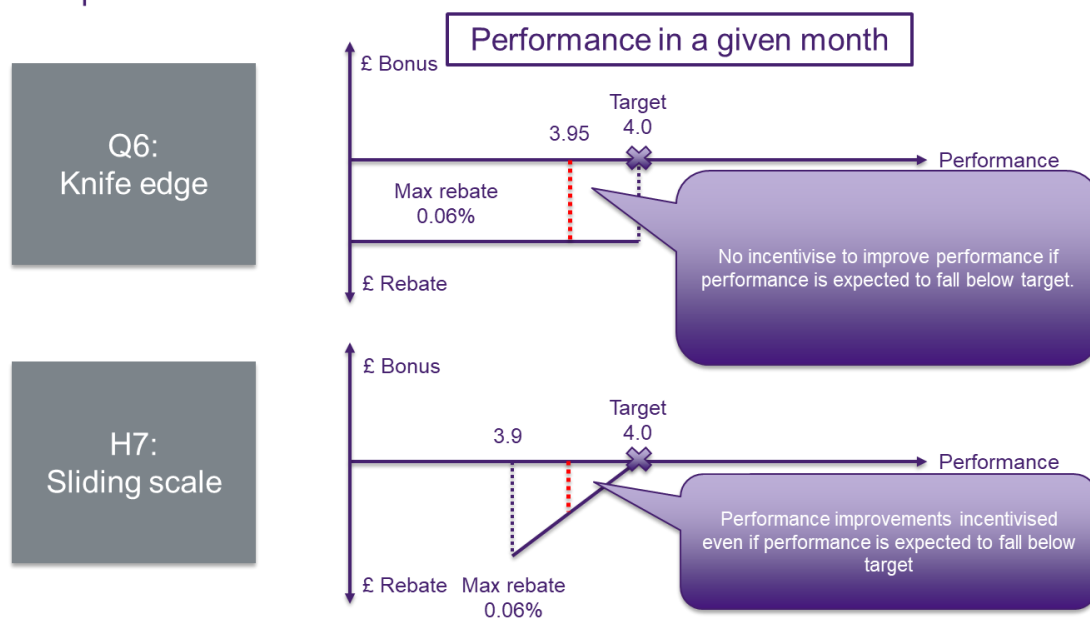 Performance in a given month
Q6:
Knife edge
£ Bonus
Target
4.0
3.95
Performance
Max rebate
0.06%
No incentivise to improve performance if
performance is expected to fall below target.
£ Rebate
H7:
Sliding scale
£ Bonus
Target
4.0
3.9
Performance
Performance improvements incentivised
even if performance is expected to fall below
target
£ Rebate
Max rebate
0.06%